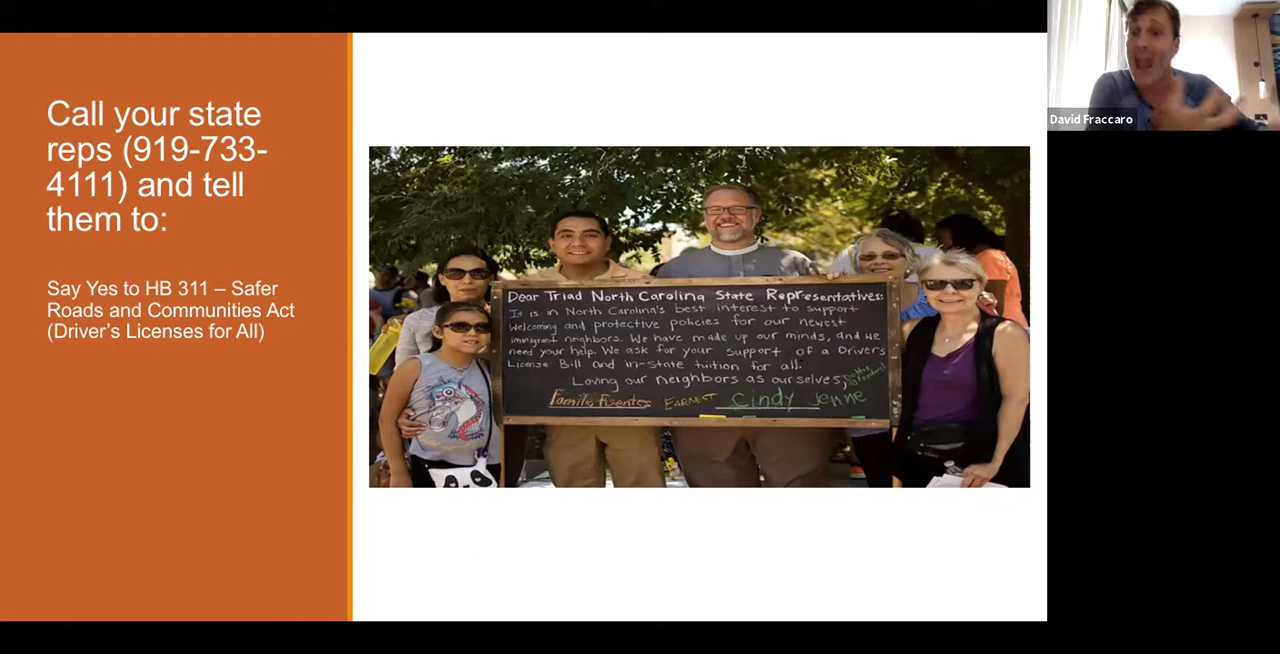 Call your state
reps (919-733-
4111) and tell
them to:
Say Yes to HB 311 – Safer
Roads and Communities Act
(Driver's Licenses for All)
Dear Triad North Carolina State Representatives:
It is in North Carolina's best interest to support
welcoming and protective policies for our newest
immigrant neighbors. We have made up our minds, and we
need your help. We ask for your support of a Drivers
License Bill and in-state tuition for all.
Loving our neighbors as ourselves,
EARNEST Cindy Jenne
David Fraccaro